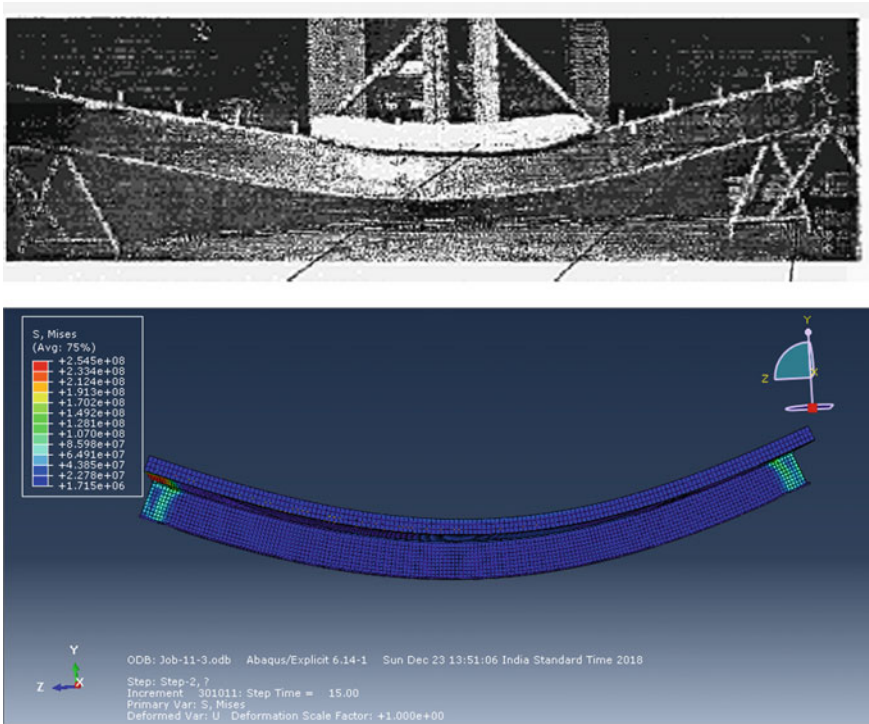 S, Mises
(Avg: 75%)
+2.545e+08
+2.334e+08
+2.124e+08
+1.913e+08
+1.702e+08
+1.492e+08
+1.281e+08
+1.070e+08
+8.598e+07
+6.491e+07
+4.385e+07
+2.278e+07
+1.715e+06
Y
Z
X
Y
Z
X
ODB: Job-11-3.odb Abaqus/Explicit 6.14-1 Sun Dec 23 13:51:06 India Standard Time 2018
Step: Step-2, ?
Increment 301011: Step Time = 15.00
Primary Var: S, Mises
Deformed Var: U Deformation Scale Factor: +1.000e+00